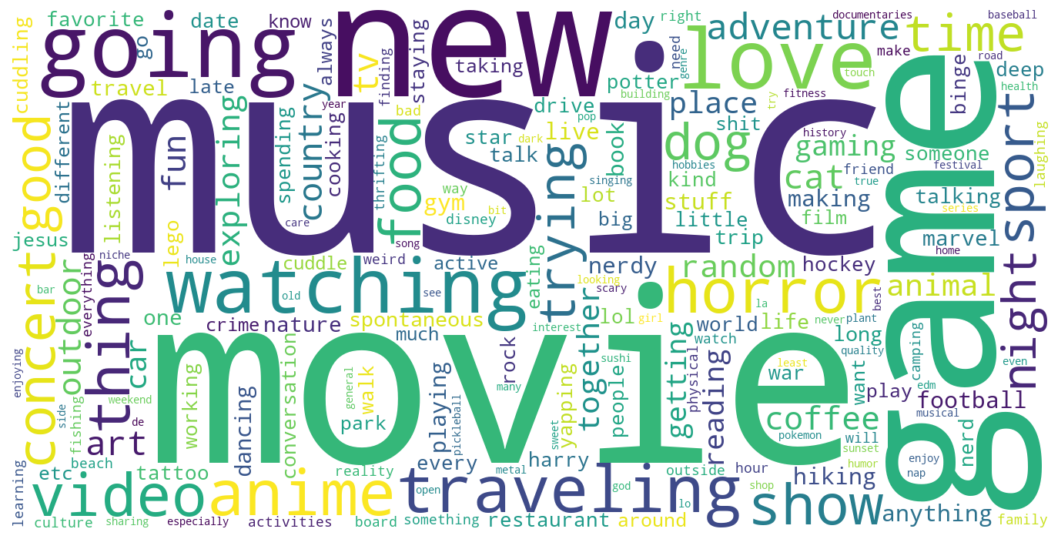 favorite
date
know
day
right
documentaries
baseball
cuddling
going
go
new
adventure
time
need
genre
make
road
always
tv
staying
taking
finding
potter
love
touch
deep
health
travel
late
building
try
fitness
binge
music
year
bad
drive
pop
place
shit
game
different
good
listening
fun
exploring
spending
country
cooking
thrifting
food
star
dark
live
book
dog
history
gaming
someone
sport
laughing
trying
talk
hobbies
festival
way
gym
lot
kind
cat
friend
true
talking
singing
stuff
making
disney
bit
big
little
film
series
jesus
lego
care
song
trip
marvel
concert
niche
house
cuddle
weird
active
eating
nerdy
hockey
home
outdoor
thing
everything
watching
looking
random
horror
animal
night
bar
old
see
scary
la
best
one
spontaneous
together
life
never
plant
crime
nature
much
interest
girl
lol
world
long
camping
car
rock
watch
quality
even
enjoying
movie
conversation
general
walk
many
sushi
people
physical
getting
war
want
edm
working
park
playing
pickleball
yapping
reading
least
play
football
side
weekend
fishing
de
art
dancing
sweet
coffee
pokemon
will
musical
sunset
humor
nap
enjoy
nerd
etc
beach
tattoo
reality
every
harry
outside
hour
hiking
learning
video
anime
metal
open
traveling
god
lo
shop
show
anything
culture
sharing
especially
activities
board
something
restaurant
around
family